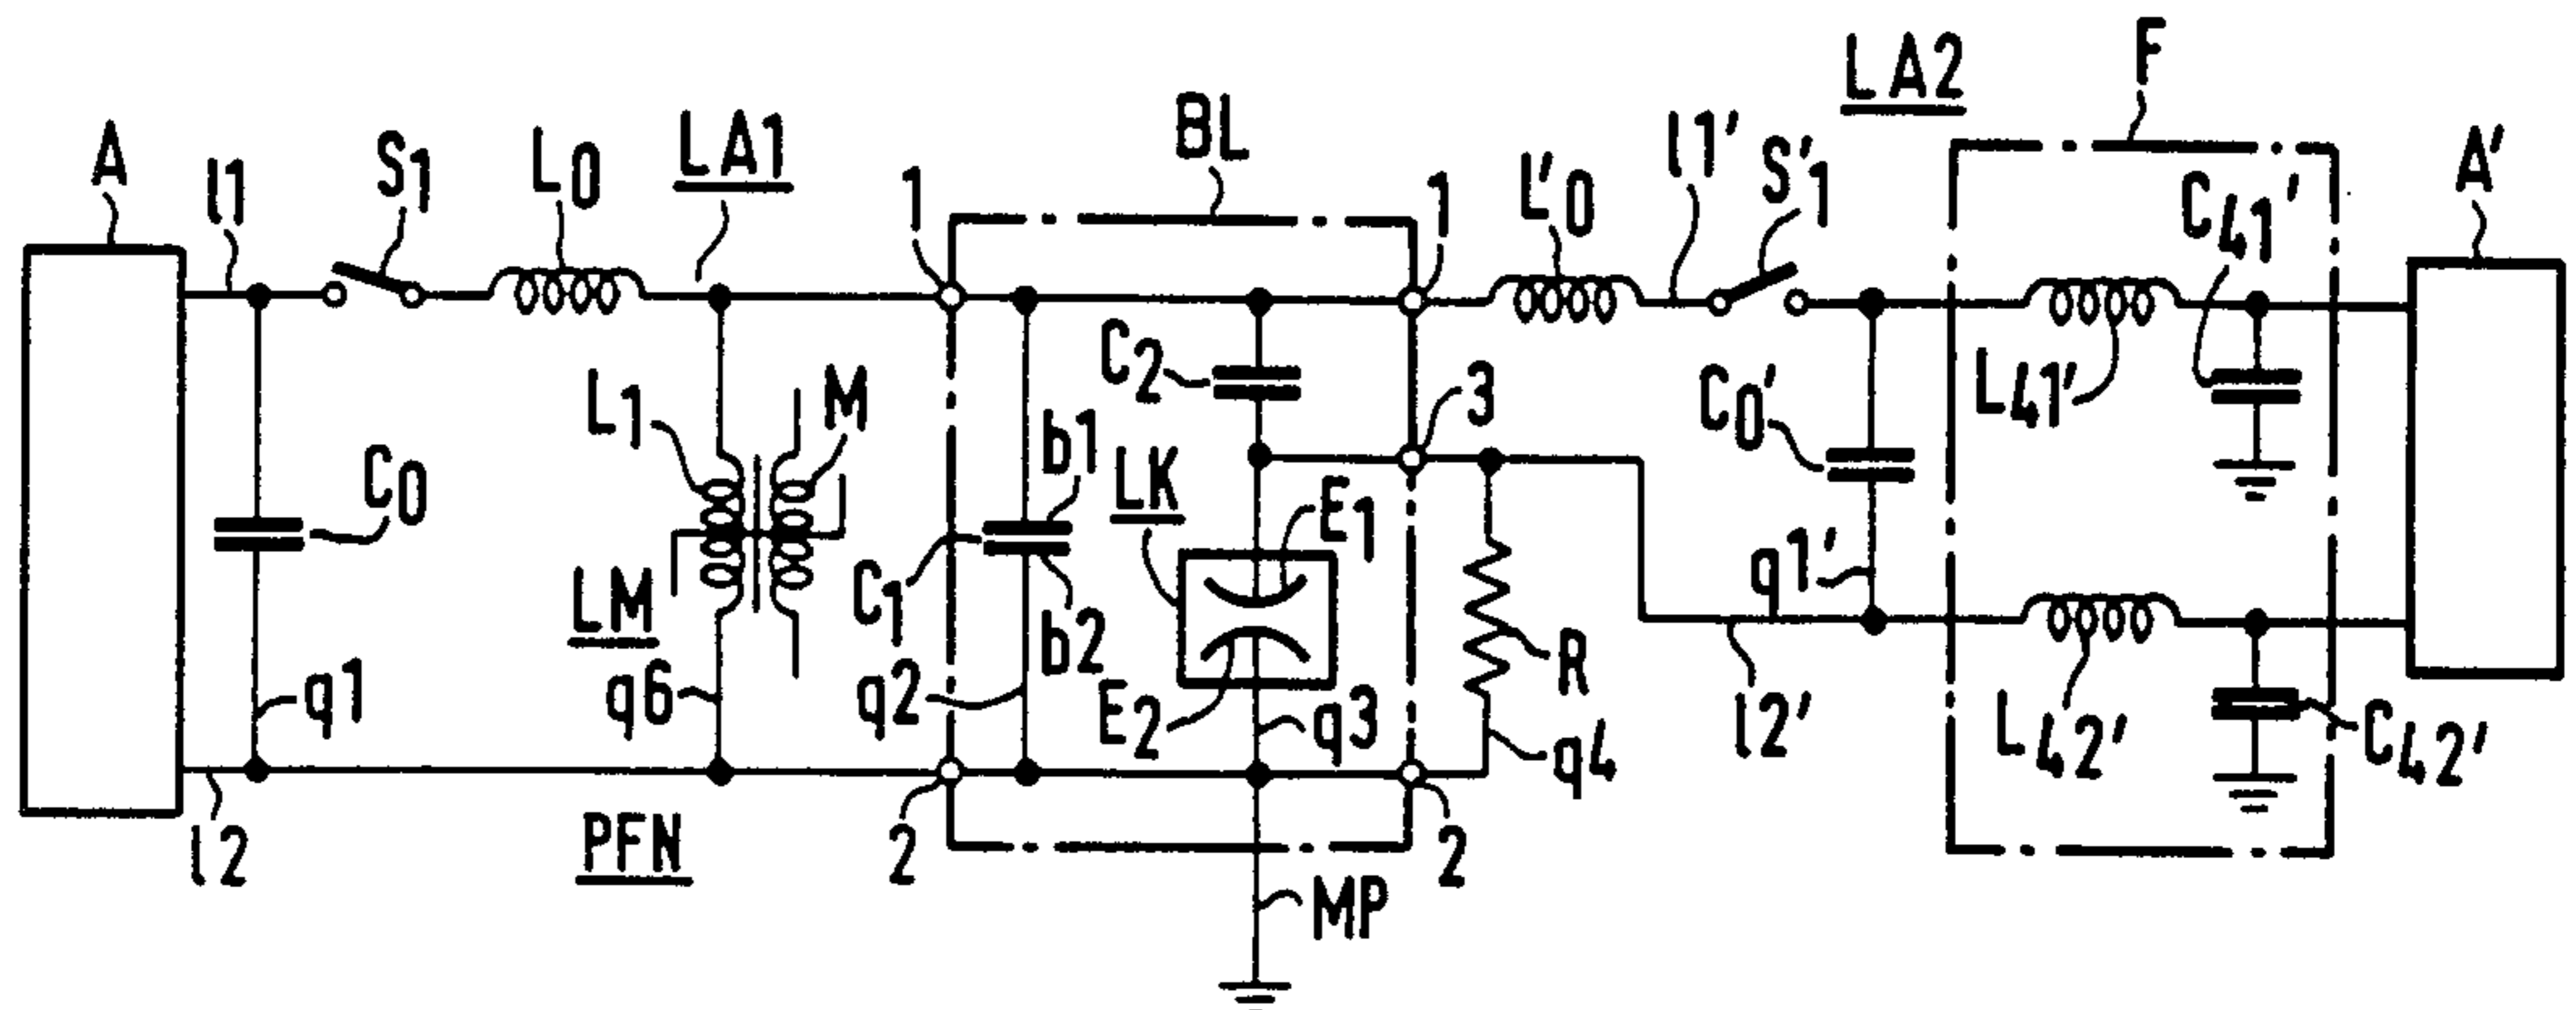 F
LA2
A
l1
S1
L0
LA1
1
BL
1
L'0
l1'
S'1
C41'
A'
C0
L1
M
C2
b1
LK
3
E1
C0'
L41'
LM
C1
b2
q1'
q1
q6
q2
E2
q3
R
q4
l2'
L42'
C42'
l2
PFN
2
MP
2